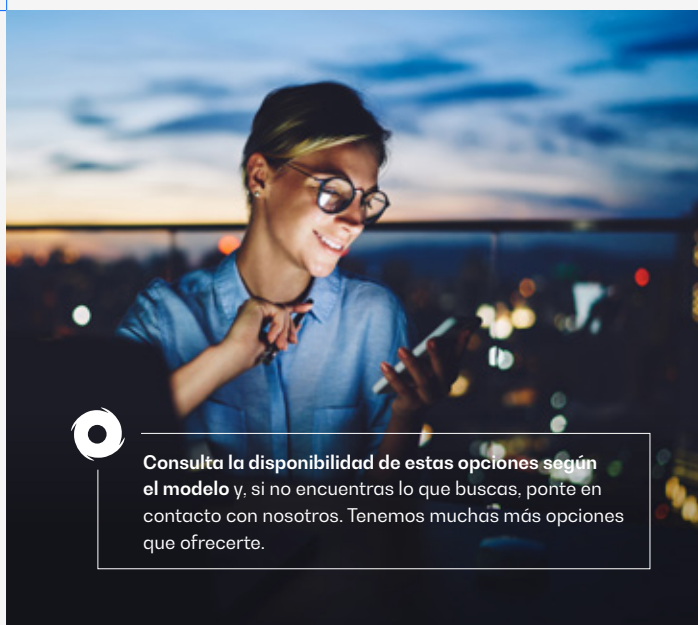 Consulta la disponibilidad de estas opciones según
el modelo y, si no encuentras lo que buscas, ponte en
contacto con nosotros. Tenemos muchas más opciones
que ofrecerte.